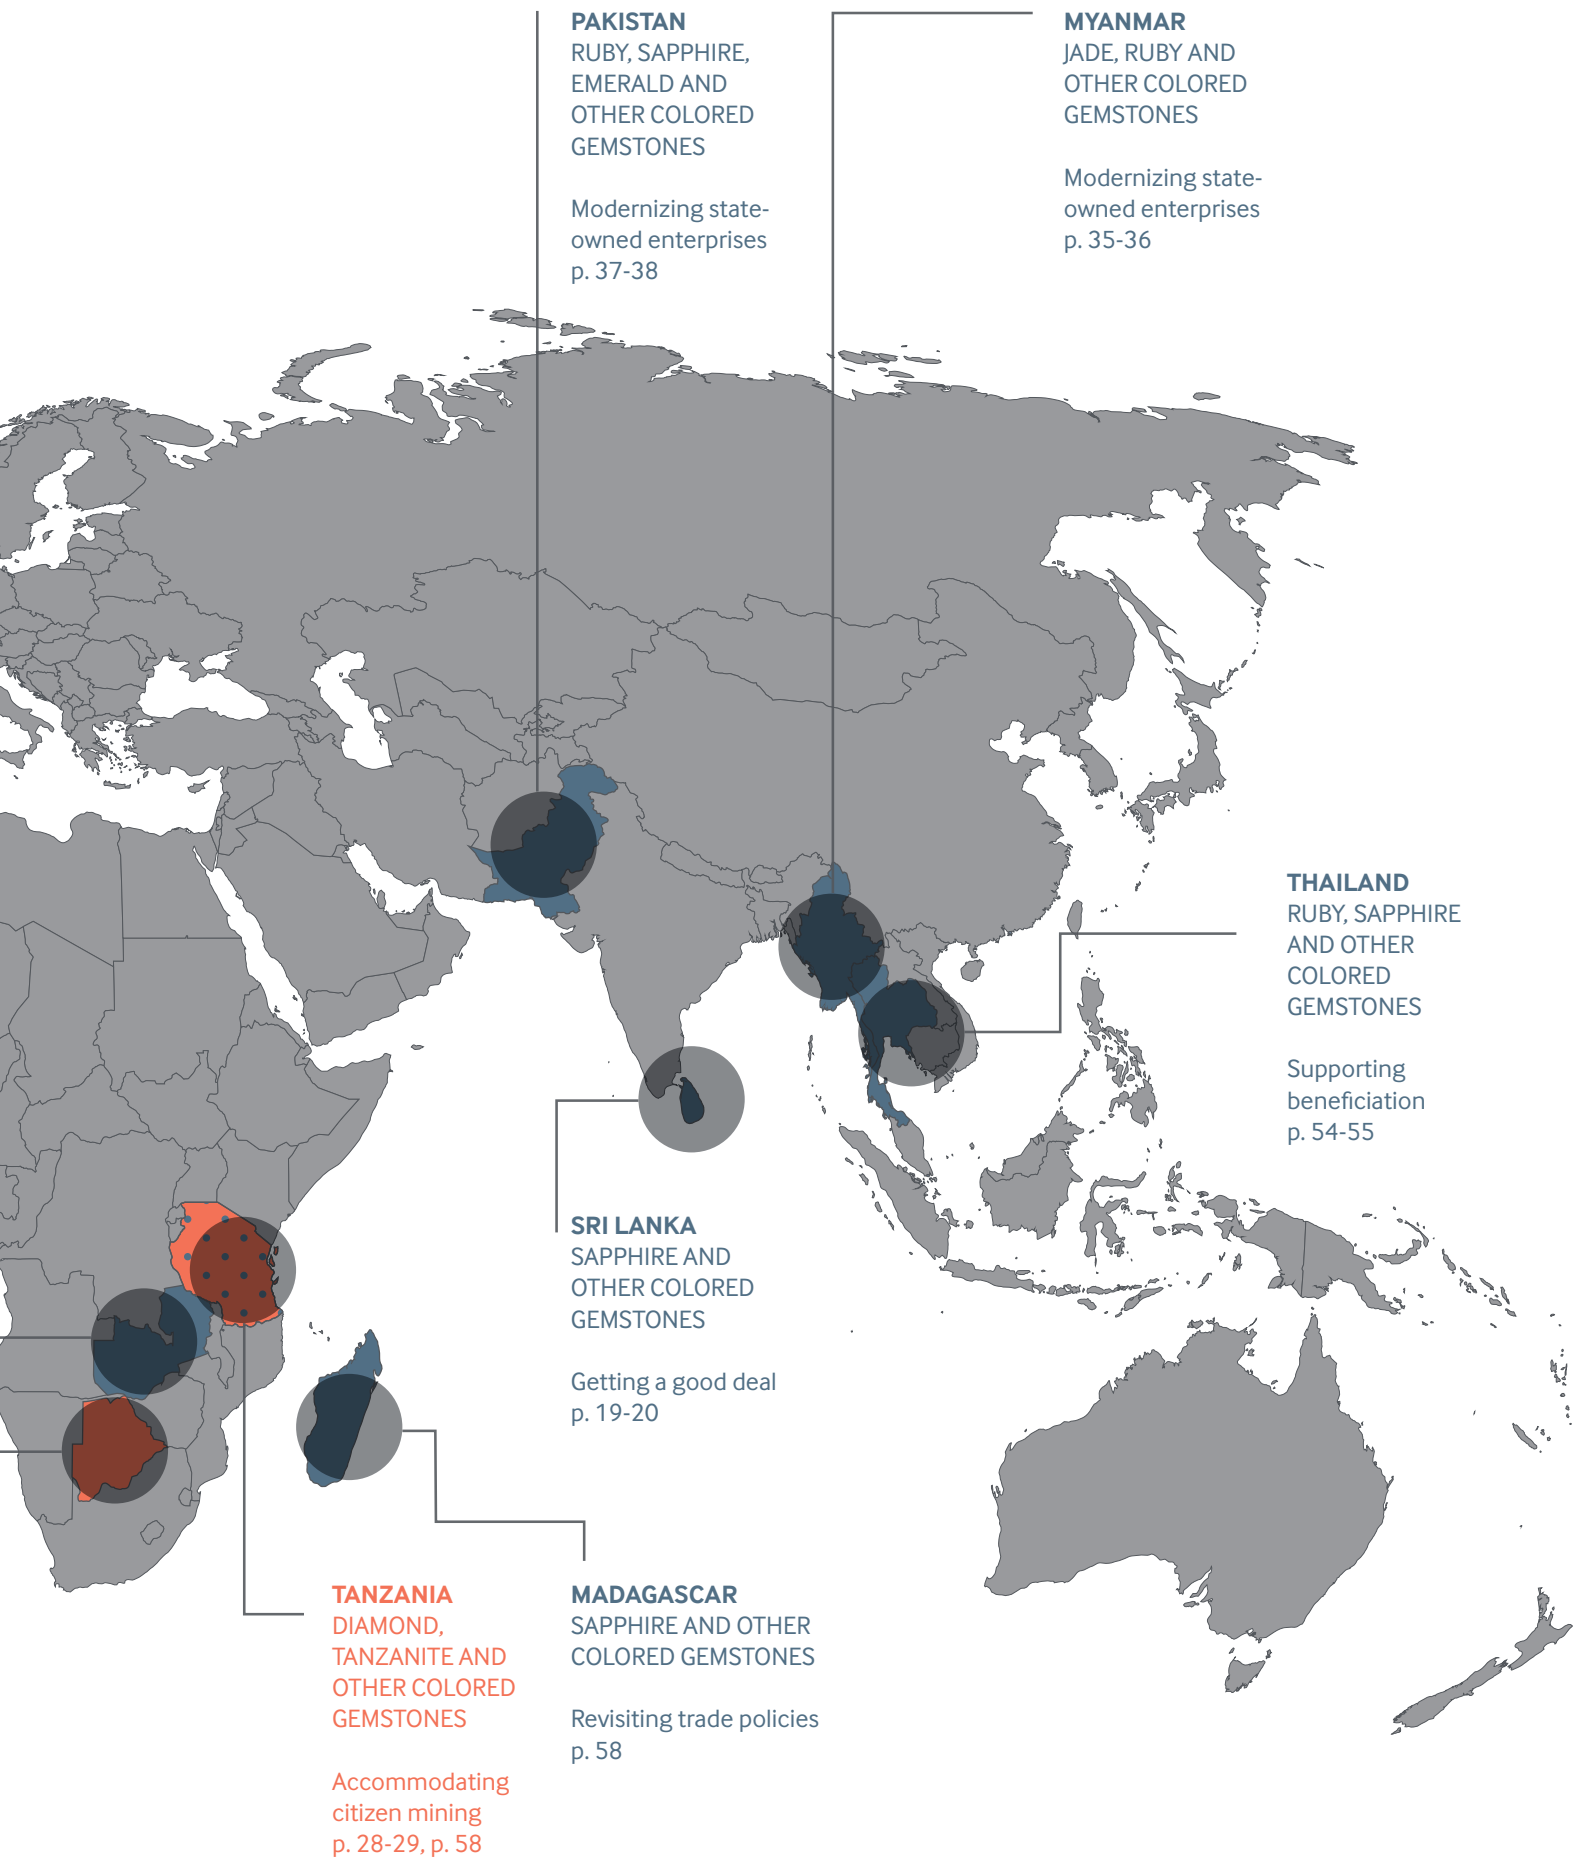 PAKISTAN
RUBY, SAPPHIRE,
EMERALD AND
OTHER COLORED
GEMSTONES
Modernizing state-
owned enterprises
p. 37-38
MYANMAR
JADE, RUBY AND
OTHER COLORED
GEMSTONES
Modernizing state-
owned enterprises
p. 35-36
THAILAND
RUBY, SAPPHIRE
AND OTHER
COLORED
GEMSTONES
Supporting
beneficiation
p. 54-55
SRI LANKA
SAPPHIRE AND
OTHER COLORED
GEMSTONES
Getting a good deal
p. 19-20
TANZANIA
DIAMOND,
TANZANITE AND
OTHER COLORED
GEMSTONES
Accommodating
citizen mining
p. 28-29, p. 58
MADAGASCAR
SAPPHIRE AND OTHER
COLORED GEMSTONES
Revisiting trade policies
p. 58